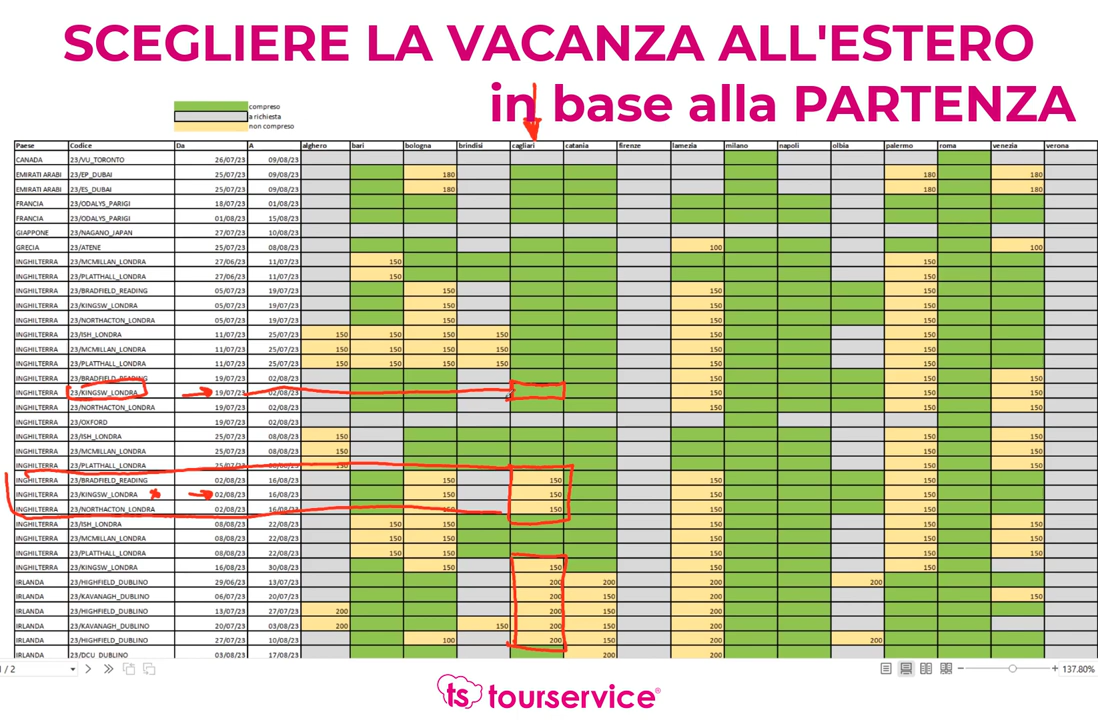 SCEGLIERE LA VACANZA ALL'ESTERO
in base alla PARTENZA
compreso
a richiesta
non compreso
Paese Codice Da A alghero bari bologna brindisi cagliari catania firenze lamezia milano napoli olbia palermo roma venezia verona
CANADA 23/VU_TORONTO 26/07/23 09/08/23
EMIRATI ARABI 23/EP_DUBAI 25/07/23 09/08/23 180 180 180
EMIRATI ARABI 23/ES_DUBAI 25/07/23 09/08/23 180 180 180
FRANCIA 23/ODALYS_PARIGI 18/07/23 01/08/23
FRANCIA 23/ODALYS_PARIGI 01/08/23 15/08/23
GIAPPONE 23/NAGANO_JAPAN 27/07/23 10/08/23
GRECIA 23/ATENE 25/07/23 08/08/23 100 100
INGHILTERRA 23/MCMILLAN_LONDRA 27/06/23 11/07/23 150 150
INGHILTERRA 23/PLATTHALL_LONDRA 27/06/23 11/07/23 150 150
INGHILTERRA 23/BRADFIELD_READING 05/07/23 19/07/23 150 150 150
INGHILTERRA 23/KINGSW_LONDRA 05/07/23 19/07/23 150 150 150
INGHILTERRA 23/NORTHACTON_LONDRA 05/07/23 19/07/23 150 150 150
INGHILTERRA 23/ISH_LONDRA 11/07/23 25/07/23 150 150 150 150 150 150
INGHILTERRA 23/MCMILLAN_LONDRA 11/07/23 25/07/23 150 150 150 150 150 150
INGHILTERRA 23/PLATTHALL_LONDRA 11/07/23 25/07/23 150 150 150 150 150 150
INGHILTERRA 23/BRADFIELD_READING 19/07/23 02/08/23 150 150 150
INGHILTERRA 23/KINGSW_LONDRA 19/07/23 02/08/23 150 150 150
INGHILTERRA 23/NORTHACTON_LONDRA 19/07/23 02/08/23 150 150 150
INGHILTERRA 23/OXFORD 19/07/23 02/08/23
INGHILTERRA 23/ISH_LONDRA 25/07/23 08/08/23 150 150 150
INGHILTERRA 23/MCMILLAN_LONDRA 25/07/23 08/08/23 150 150 150
INGHILTERRA 23/PLATTHALL_LONDRA 25/07/23 08/08/23 150 150 150
INGHILTERRA 23/BRADFIELD_READING 02/08/23 16/08/23 150 150 150 150
INGHILTERRA 23/KINGSW_LONDRA 02/08/23 16/08/23 150 150 150 150
INGHILTERRA 23/NORTHACTON_LONDRA 02/08/23 16/08/23 150 150 150 150
INGHILTERRA 23/ISH_LONDRA 08/08/23 22/08/23 150 150 150 150 150
INGHILTERRA 23/MCMILLAN_LONDRA 08/08/23 22/08/23 150 150 150 150 150
INGHILTERRA 23/PLATTHALL_LONDRA 08/08/23 22/08/23 150 150 150 150 150
INGHILTERRA 23/KINGSW_LONDRA 16/08/23 30/08/23 150 150 150 150
IRLANDA 23/HIGHFIELD_DUBLINO 29/06/23 13/07/23 200 200 200 200
IRLANDA 23/KAVANAGH_DUBLINO 06/07/23 20/07/23 200 150 200 150
IRLANDA 23/HIGHFIELD_DUBLINO 13/07/23 27/07/23 200 200 150 200
IRLANDA 23/KAVANAGH_DUBLINO 20/07/23 03/08/23 200 150 200 150 200
IRLANDA 23/HIGHFIELD_DUBLINO 27/07/23 10/08/23 100 200 150 200 200
IRLANDA 23/DCU_DUBLINO 03/08/23 17/08/23 200 200
/ 2
137.80%
ts tourservice®